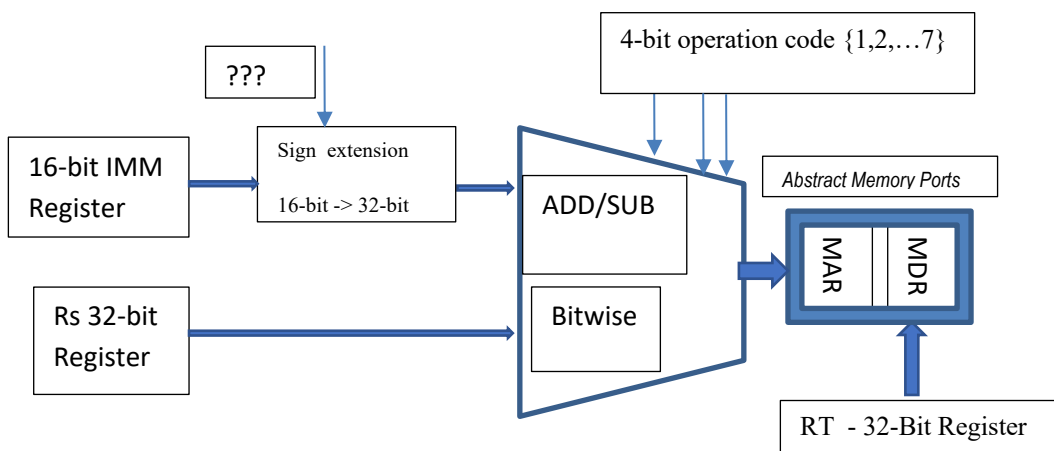 4-bit operation code {1,2,...7}
???
16-bit IMM
Register
Sign extension
16-bit -> 32-bit
Abstract Memory Ports
ADD/SUB
MAR
MDR
Rs 32-bit
Register
Bitwise
RT - 32-Bit Register